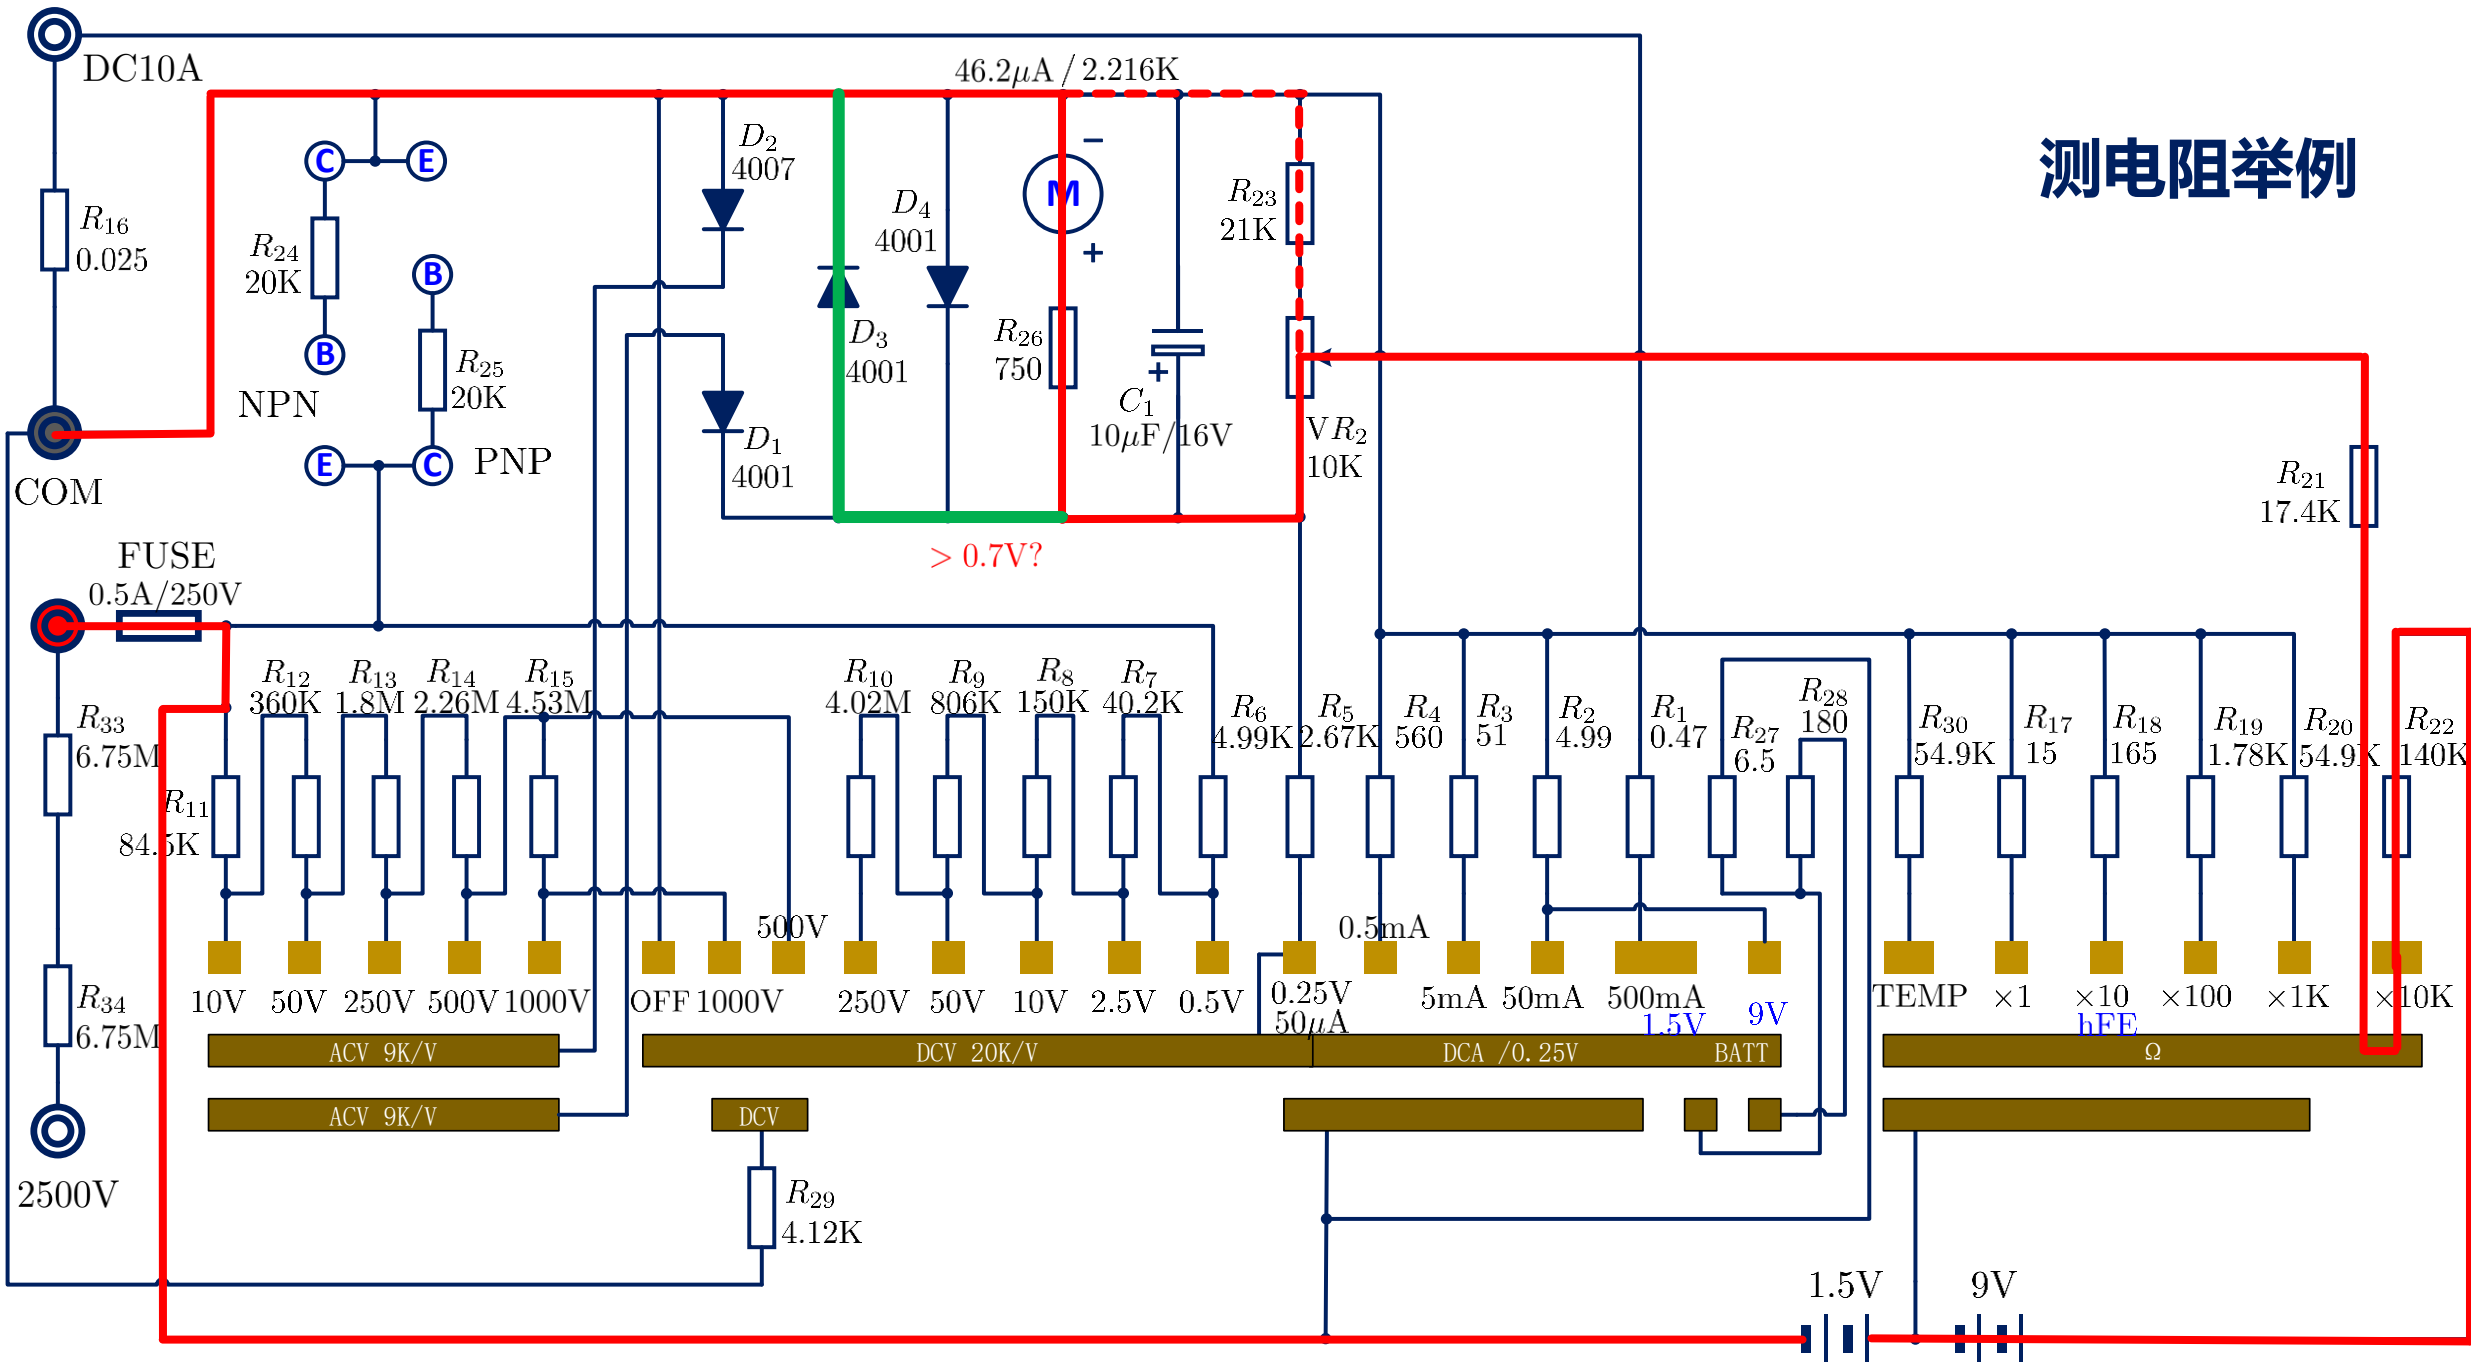 DC10A
46.2μA / 2.216K
测电阻举例
D2
4007
C
E
M
−
+
R16
0.025
R24
20K
B
B
D4
4001
R23
21K
D3
4001
R26
750
R25
20K
NPN
C1
+
10μF/16V
VR2
10K
D1
4001
E
C
PNP
COM
R21
17.4K
FUSE
0.5A/250V
> 0.7V?
R33
6.75M
R12
360K
R13
1.8M
R14
2.26M
R15
4.53M
R10
4.02M
R9
806K
R8
150K
R7
40.2K
R6
4.99K
R5
2.67K
R4
560
R3
51
R2
4.99
R1
0.47
R27
6.5
R28
180
R30
54.9K
R17
15
R18
165
R19
1.78K
R20
54.9K
R22
140K
R11
84.5K
R34
6.75M
10V
50V
250V
500V
1000V
OFF
1000V
500V
250V
50V
10V
2.5V
0.5V
0.25V
50μA
0.5mA
5mA
50mA
500mA
1.5V
9V
TEMP
×1
×10
hFE
×100
×1K
×10K
ACV 9K/V
DCV 20K/V
DCA /0.25V
BATT
Ω
ACV 9K/V
DCV
2500V
R29
4.12K
1.5V
9V